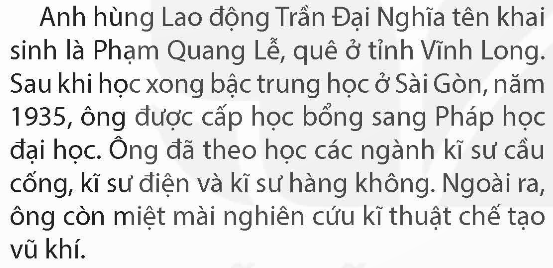 Anh hùng Lao động Trần Đại Nghĩa tên khai
sinh là Phạm Quang Lễ, quê ở tỉnh Vĩnh Long.
Sau khi học xong bậc trung học ở Sài Gòn, năm
1935, ông được cấp học bổng sang Pháp học
đại học. Ông đã theo học các ngành kĩ sư cầu
cống, kĩ sư điện và kĩ sư hàng không. Ngoài ra,
ông còn miệt mài nghiên cứu kĩ thuật chế tạo
vũ khí.